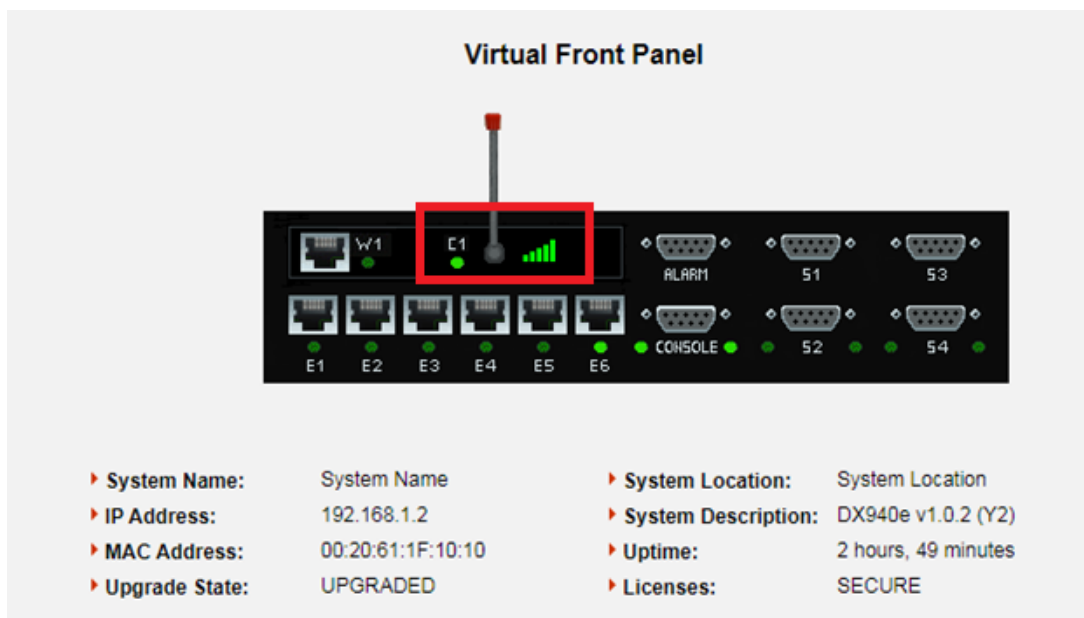 Virtual Front Panel
W1 C1
ALARM S1 S3
CONSOLE S2 S4
E1 E2 E3 E4 E5 E6
System Name: System Name System Location: System Location
IP Address: 192.168.1.2 System Description: DX940e v1.0.2 (Y2)
MAC Address: 00:20:61:1F:10:10 Uptime: 2 hours, 49 minutes
Upgrade State: UPGRADED Licenses: SECURE